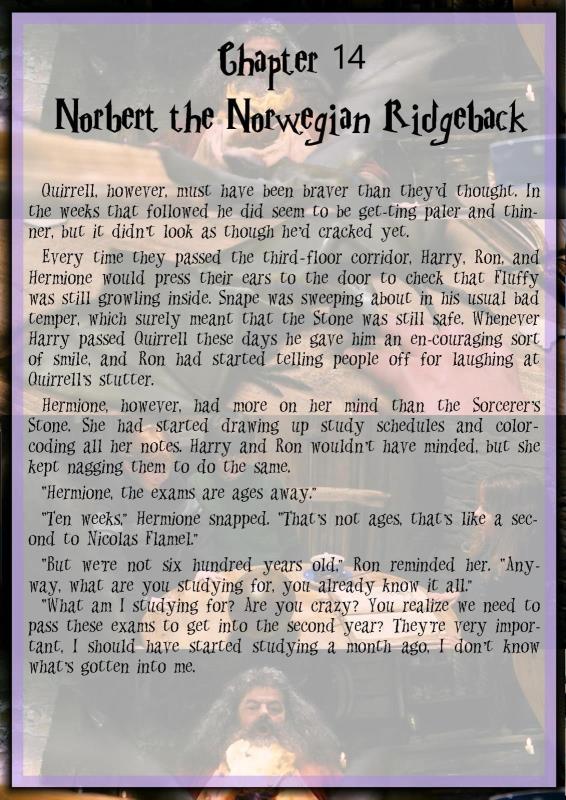 Chapter 14
Norbert the Norwegian Ridgeback
Quirrell, however, must have been braver than they'd thought. In
the weeks that followed he did seem to be get-ting paler and thin-
ner, but it didn't look as though he'd cracked yet.
Every time they passed the third-floor corridor, Harry, Ron, and
Hermione would press their ears to the door to check that Fluffy
was still growling inside. Snape was sweeping about in his usual bad
temper, which surely meant that the Stone was still safe. Whenever
Harry passed Quirrell these days he gave him an en-couraging sort
of smile, and Ron had started telling people off for laughing at
Quirrell's stutter.
Hermione, however, had more on her mind than the Sorcerer's
Stone. She had started drawing up study schedules and color-
coding all her notes. Harry and Ron wouldn't have minded, but she
kept nagging them to do the same.
"Hermione, the exams are ages away."
"Ten weeks," Hermione snapped. "That's not ages, that's like a sec-
ond to Nicolas Flamel."
"But we're not six hundred years old," Ron reminded her. "Any-
way, what are you studying for, you already know it all."
"What am I studying for? Are you crazy? You realize we need to
pass these exams to get into the second year? They're very impor-
tant, I should have started studying a month ago, I don't know
what's gotten into me.